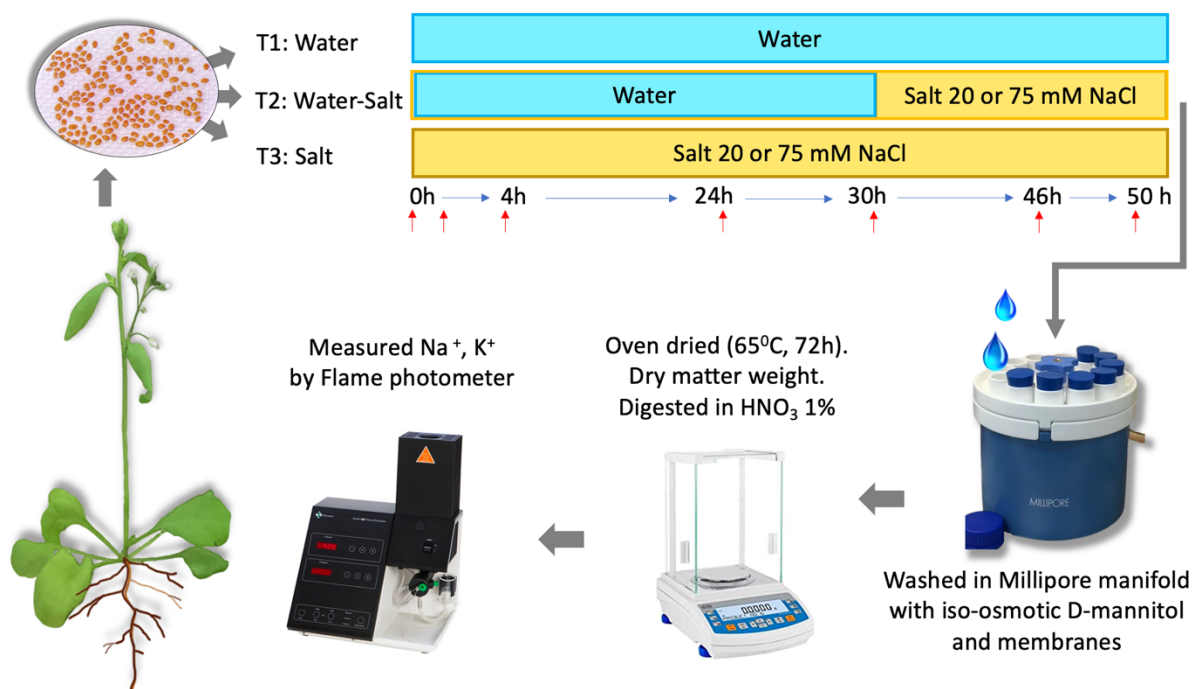 T1: Water
Water
T2: Water-Salt
Water
Salt 20 or 75 mM NaCl
T3: Salt
Salt 20 or 75 mM NaCl
0h
4h
24h
30h
46h
50 h
Measured Na⁺, K⁺
by Flame photometer
Oven dried (65⁰C, 72h).
Dry matter weight.
Digested in HNO₃ 1%
MILLIPORE
Washed in Millipore manifold
with iso-osmotic D-mannitol
and membranes